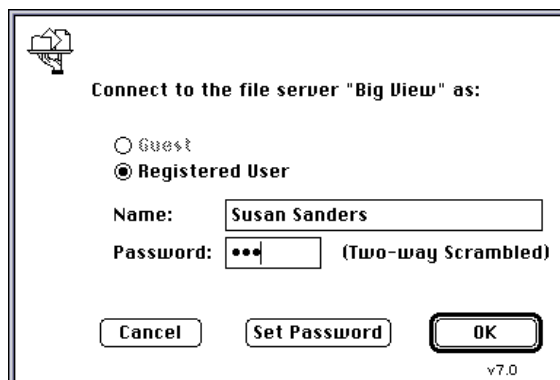 Connect to the file server "Big View" as:
Guest
Registered User
Name: Susan Sanders
Password: ••• (Two-way Scrambled)
Cancel Set Password OK
v7.0